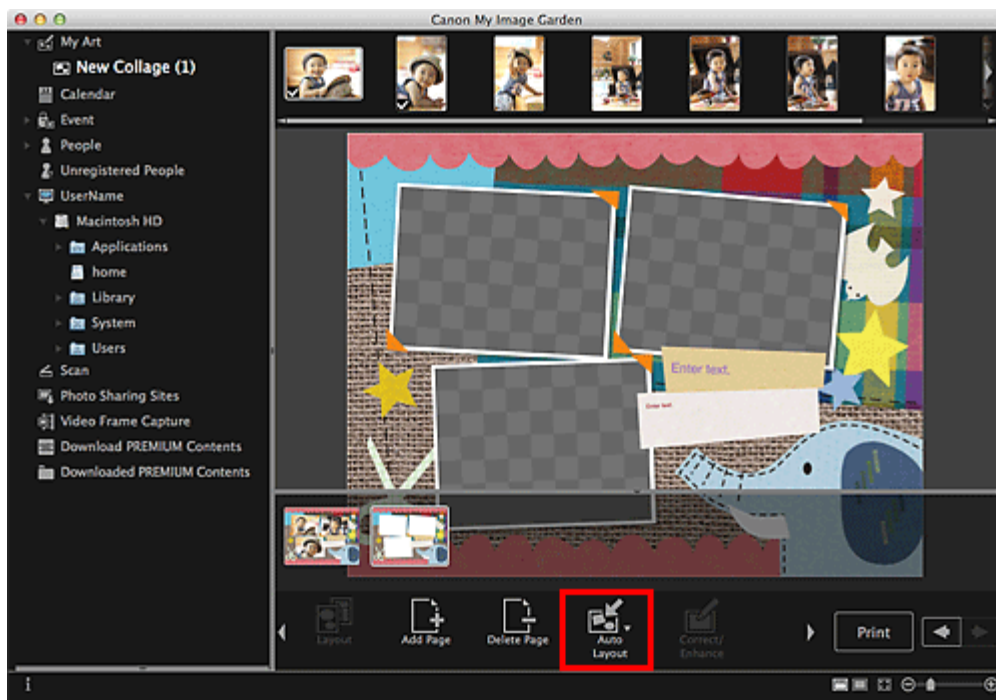 Canon My Image Garden
My Art
New Collage (1)
Calendar
Event
People
Unregistered People
UserName
Macintosh HD
Applications
home
Library
System
Users
Scan
Photo Sharing Sites
Video Frame Capture
Download PREMIUM Contents
Downloaded PREMIUM Contents
Enter text.
Enter text.
Layout
Add Page
Delete Page
Auto
Layout
Correct/
Enhance
Print